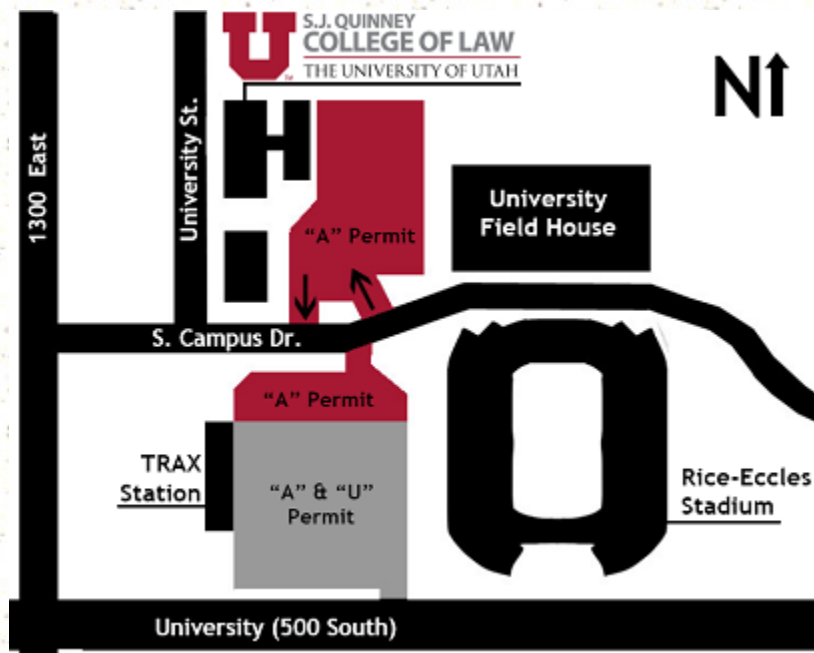 S.J. QUINNEY
COLLEGE OF LAW
THE UNIVERSITY OF UTAH
U
TM
N
1300 East
University St.
University
Field House
"A" Permit
S. Campus Dr.
"A" Permit
TRAX
Station
"A" & "U"
Permit
Rice-Eccles
Stadium
University (500 South)